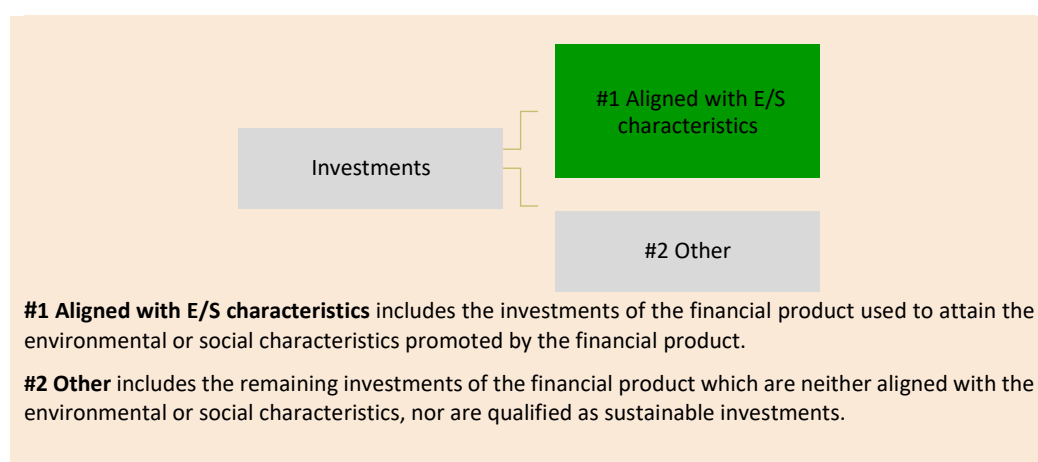 #1 Aligned with E/S
characteristics
Investments
#2 Other
#1 Aligned with E/S characteristics includes the investments of the financial product used to attain the
environmental or social characteristics promoted by the financial product.
#2 Other includes the remaining investments of the financial product which are neither aligned with the
environmental or social characteristics, nor are qualified as sustainable investments.